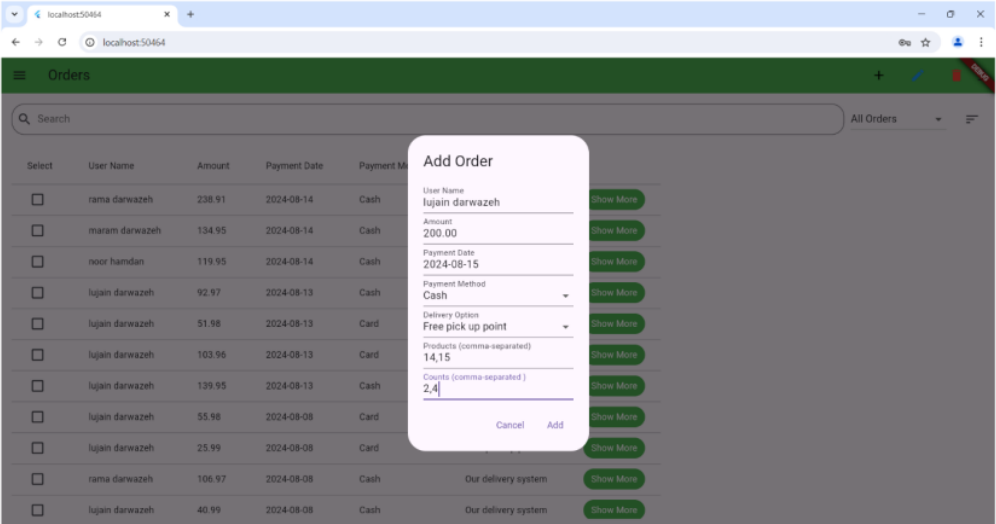 localhost:50464
localhost:50464
Orders
DEBUG
Search
All Orders
Select User Name Amount Payment Date Payment M
rama darwazeh 238.91 2024-08-14 Cash Show More
maram darwazeh 134.95 2024-08-14 Cash Show More
noor hamdan 119.95 2024-08-14 Cash Show More
lujain darwazeh 92.97 2024-08-13 Cash Show More
lujain darwazeh 51.98 2024-08-13 Card Show More
lujain darwazeh 103.96 2024-08-13 Card Show More
lujain darwazeh 139.95 2024-08-13 Cash Show More
lujain darwazeh 55.98 2024-08-08 Card Show More
lujain darwazeh 25.99 2024-08-08 Card Show More
rama darwazeh 106.97 2024-08-08 Cash Our delivery system Show More
lujain darwazeh 40.99 2024-08-08 Cash Our delivery system Show More
Add Order
User Name
lujain darwazeh
Amount
200.00
Payment Date
2024-08-15
Payment Method
Cash
Delivery Option
Free pick up point
Products (comma-separated)
14,15
Counts (comma-separated )
2,4
Cancel Add